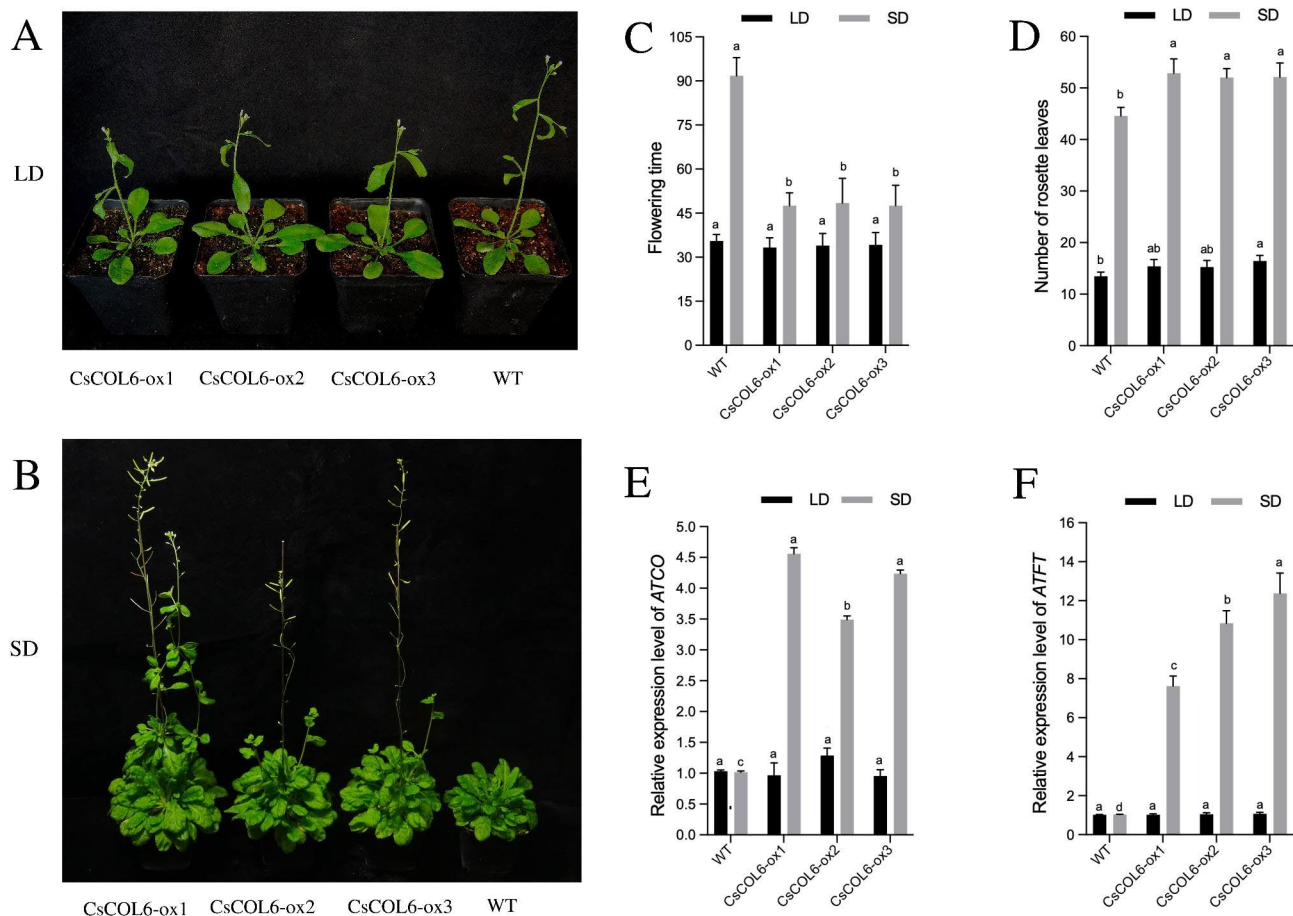 A
LD
CsCOL6-ox1 CsCOL6-ox2 CsCOL6-ox3 WT
B
SD
CsCOL6-ox1 CsCOL6-ox2 CsCOL6-ox3 WT
C
LD SD
Flowering time
105
90
75
60
45
30
15
0
a a a b a b a b
WT CsCOL6-ox1 CsCOL6-ox2 CsCOL6-ox3
D
LD SD
Number of rosette leaves
60
50
40
30
20
10
0
b b ab a ab a a a
WT CsCOL6-ox1 CsCOL6-ox2 CsCOL6-ox3
E
LD SD
Relative expression level of ATCO
5.0
4.5
4.0
3.5
3.0
2.5
2.0
1.5
1.0
0.5
0.0
a c a a a b a a
WT CsCOL6-ox1 CsCOL6-ox2 CsCOL6-ox3
F
LD SD
Relative expression level of ATFT
16
14
12
10
8
6
4
2
0
a d a c a b a a
WT CsCOL6-ox1 CsCOL6-ox2 CsCOL6-ox3